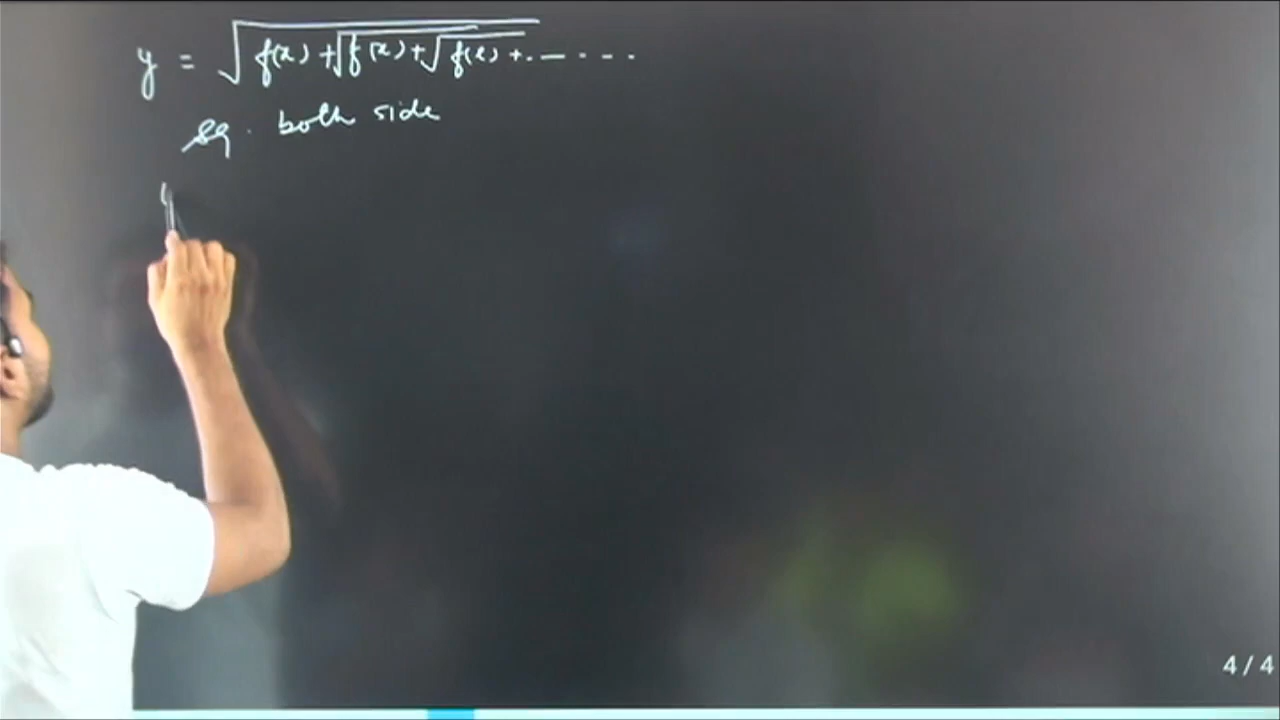 y = √f(x) + √f(x) + √f(x) + . — - - -
sq. both side
4 / 4